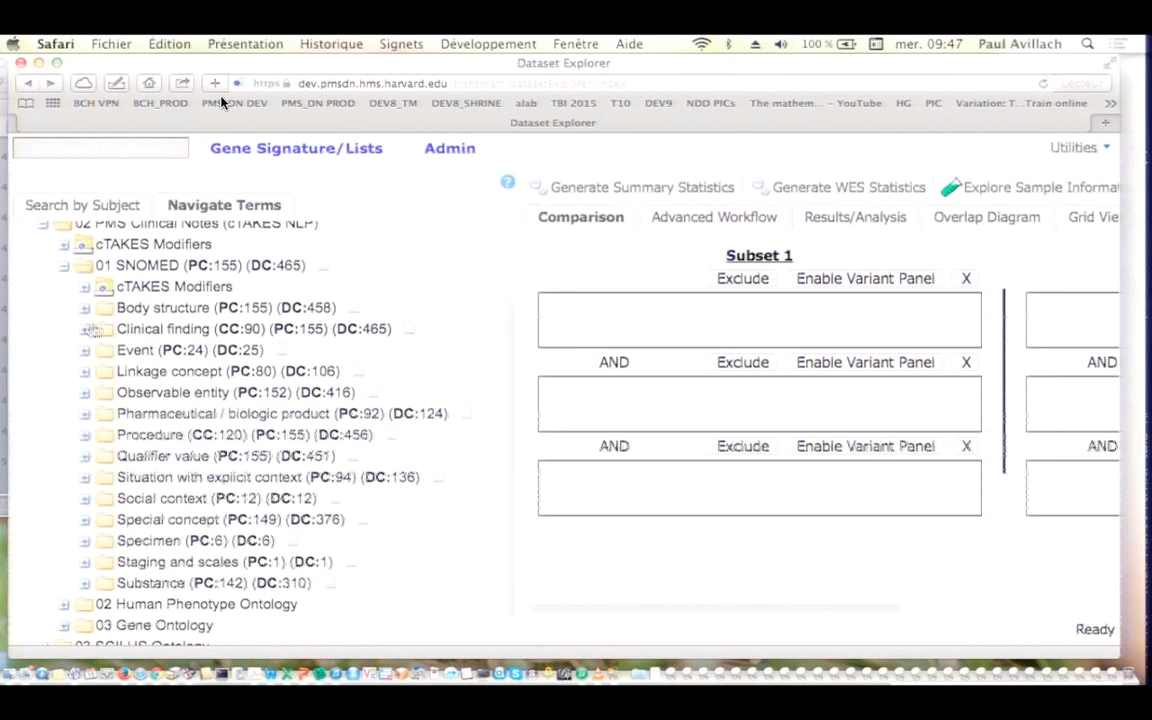 Safari Fichier Édition Présentation Historique Signets Développement Fenêtre Aide 100 % mer. 09:47 Paul Avillach
Dataset Explorer
https dev.pmsdn.hms.harvard.edu
BCH VPN BCH_PROD PMS_DN DEV PMS_DN PROD DEV8_TM DEV8_SHRINE alab TBI 2015 T10 DEV9 NDD PICs The mathem... – YouTube HG PIC Variation: T...Train online >>
Dataset Explorer
Gene Signature/Lists Admin Utilities
Generate Summary Statistics Generate WES Statistics Explore Sample Informat
Search by Subject Navigate Terms
Comparison Advanced Workflow Results/Analysis Overlap Diagram Grid Vie
02 PMS Clinical Notes (cTAKES NLP)
cTAKES Modifiers
01 SNOMED (PC:155) (DC:465)
cTAKES Modifiers
Body structure (PC:155) (DC:458)
Clinical finding (CC:90) (PC:155) (DC:465)
Event (PC:24) (DC:25)
Linkage concept (PC:80) (DC:106)
Observable entity (PC:152) (DC:416)
Pharmaceutical / biologic product (PC:92) (DC:124)
Procedure (CC:120) (PC:155) (DC:456)
Qualifier value (PC:155) (DC:451)
Situation with explicit context (PC:94) (DC:136)
Social context (PC:12) (DC:12)
Special concept (PC:149) (DC:376)
Specimen (PC:6) (DC:6)
Staging and scales (PC:1) (DC:1)
Substance (PC:142) (DC:310)
02 Human Phenotype Ontology
03 Gene Ontology
Subset 1
Exclude Enable Variant Panel X
AND Exclude Enable Variant Panel X AND
AND Exclude Enable Variant Panel X AND
Ready